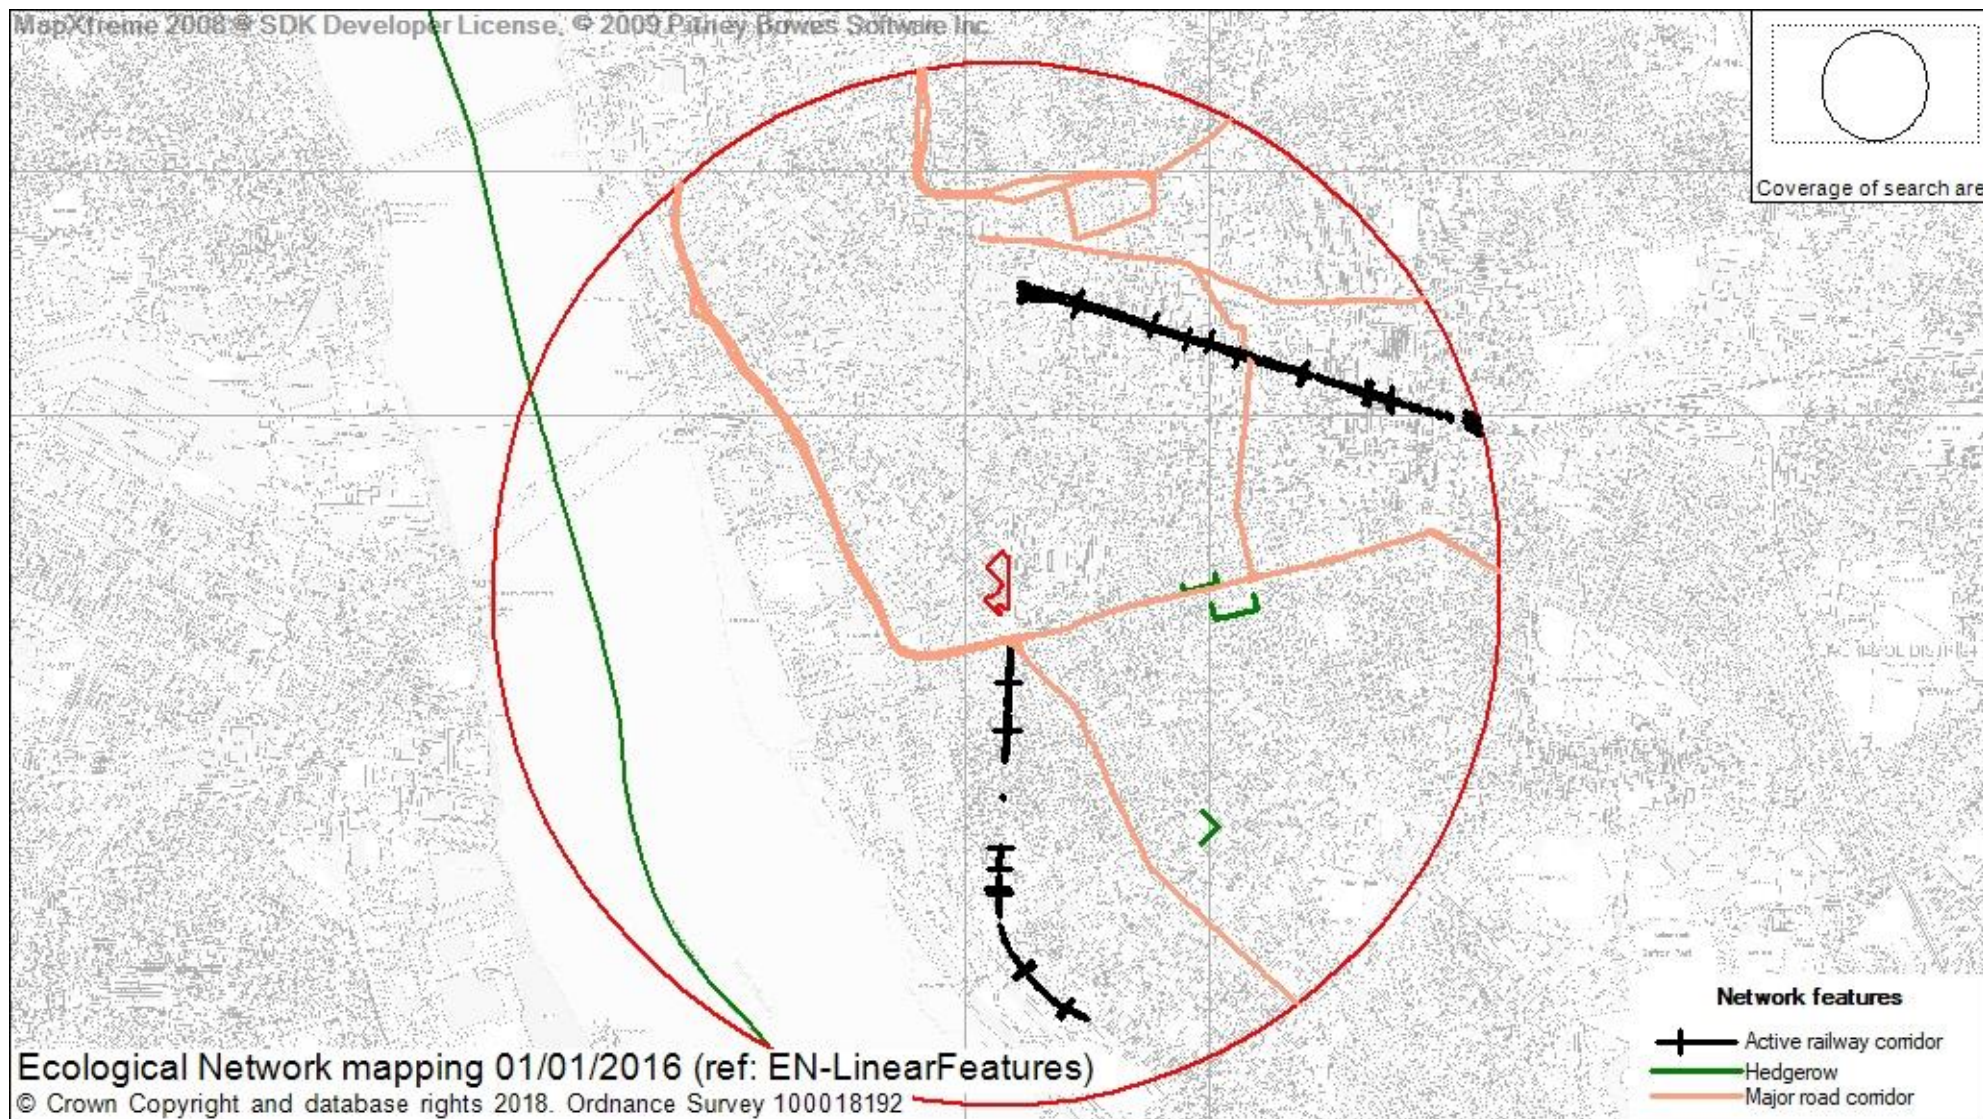 MapXtreme 2008 ® SDK Developer License. © 2009 Pitney Bowes Software Inc.
Coverage of search are
Network features
Active railway corridor
Hedgerow
Major road corridor
Ecological Network mapping 01/01/2016 (ref: EN-LinearFeatures)
© Crown Copyright and database rights 2018. Ordnance Survey 100018192